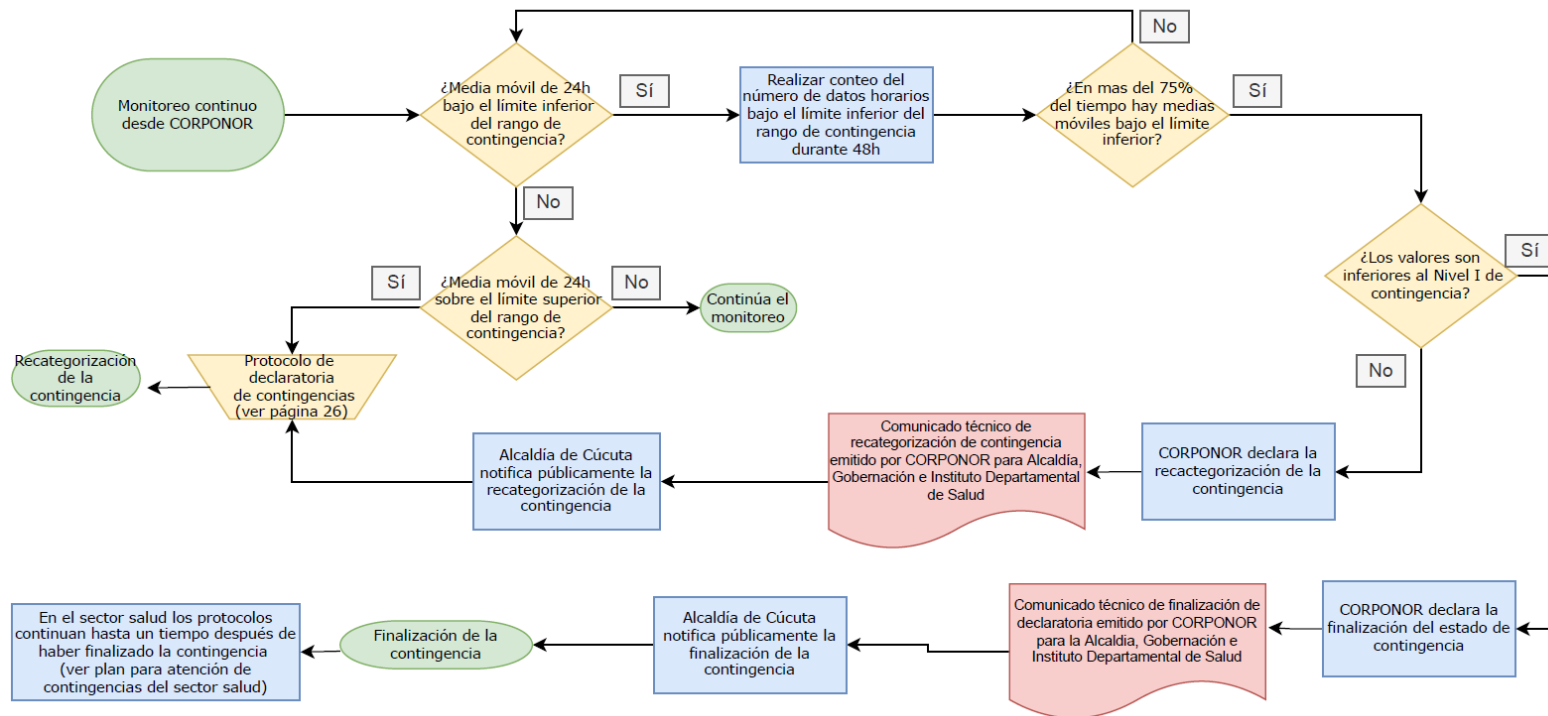 No
Monitoreo continuo
desde CORPONOR
¿Media móvil de 24h
bajo el límite inferior
del rango de
contingencia?
Sí
Realizar conteo del
número de datos horarios
bajo el límite inferior del
rango de contingencia
durante 48h
¿En mas del 75%
del tiempo hay medias
móviles bajo el límite
inferior?
Sí
No
¿Los valores son
inferiores al Nivel I de
contingencia?
Sí
No
Sí
¿Media móvil de 24h
sobre el límite superior
del rango de
contingencia?
No
Continúa el
monitoreo
Recategorización
de la
contingencia
Protocolo de
declaratoria
de contingencias
(ver página 26)
Alcaldía de Cúcuta
notifica públicamente la
recategorización de la
contingencia
Comunicado técnico de
recategorización de contingencia
emitido por CORPONOR para Alcaldía,
Gobernación e Instituto Departamental
de Salud
CORPONOR declara la
recactegorización de la
contingencia
En el sector salud los protocolos
continuan hasta un tiempo después de
haber finalizado la contingencia
(ver plan para atención de
contingencias del sector salud)
Finalización de la
contingencia
Alcaldía de Cúcuta
notifica públicamente la
finalización de la
contingencia
Comunicado técnico de finalización de
declaratoria emitido por CORPONOR
para la Alcaldia, Gobernación e
Instituto Departamental de Salud
CORPONOR declara la
finalización del estado de
contingencia